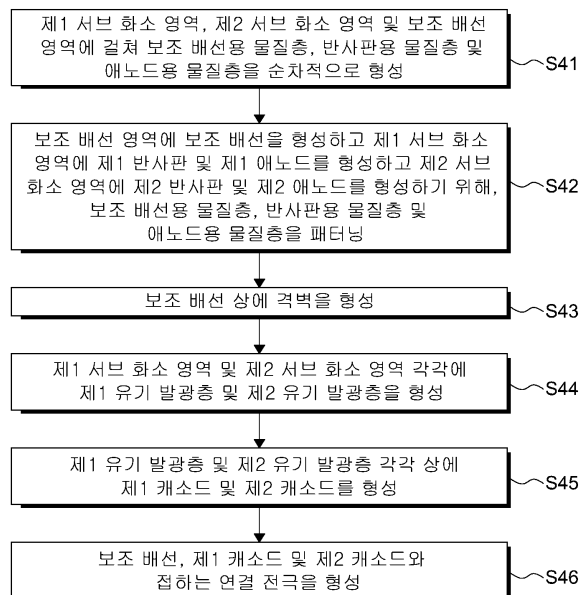 제1 서브 화소 영역, 제2 서브 화소 영역 및 보조 배선
영역에 걸쳐 보조 배선용 물질층, 반사판용 물질층 및
애노드용 물질층을 순차적으로 형성
S41
보조 배선 영역에 보조 배선을 형성하고 제1 서브 화소
영역에 제1 반사판 및 제1 애노드를 형성하고 제2 서브
화소 영역에 제2 반사판 및 제2 애노드를 형성하기 위해,
보조 배선용 물질층, 반사판용 물질층 및
애노드용 물질층을 패터닝
S42
보조 배선 상에 격벽을 형성
S43
제1 서브 화소 영역 및 제2 서브 화소 영역 각각에
제1 유기 발광층 및 제2 유기 발광층을 형성
S44
제1 유기 발광층 및 제2 유기 발광층 각각 상에
제1 캐소드 및 제2 캐소드를 형성
S45
보조 배선, 제1 캐소드 및 제2 캐소드와
접하는 연결 전극을 형성
S46